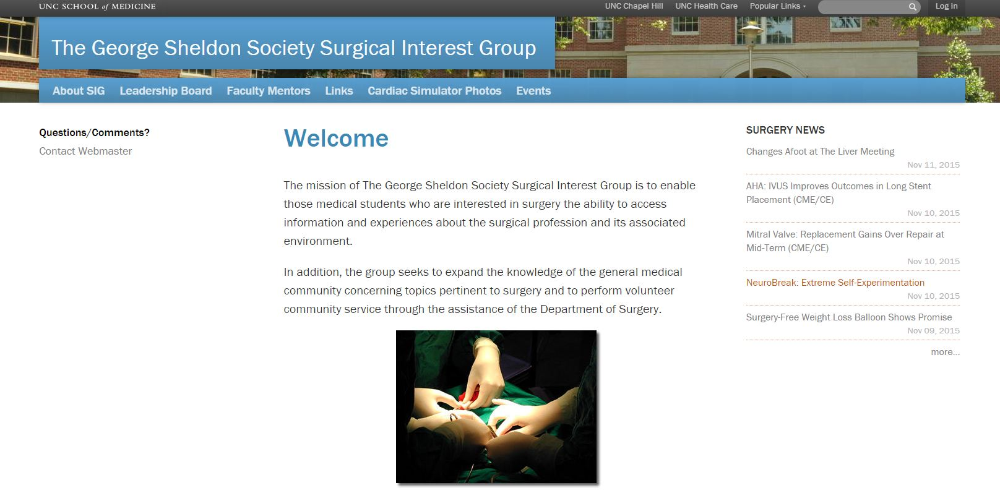 UNC SCHOOL of MEDICINE
UNC Chapel Hill
UNC Health Care
Popular Links
Log in
The George Sheldon Society Surgical Interest Group
About SIG
Leadership Board
Faculty Mentors
Links
Cardiac Simulator Photos
Events
Questions/Comments?
Contact Webmaster
Welcome
The mission of The George Sheldon Society Surgical Interest Group is to enable
those medical students who are interested in surgery the ability to access
information and experiences about the surgical profession and its associated
environment.
In addition, the group seeks to expand the knowledge of the general medical
community concerning topics pertinent to surgery and to perform volunteer
community service through the assistance of the Department of Surgery.
SURGERY NEWS
Changes Afoot at The Liver Meeting
Nov 11, 2015
AHA: IVUS Improves Outcomes in Long Stent
Placement (CME/CE)
Nov 10, 2015
Mitral Valve: Replacement Gains Over Repair at
Mid-Term (CME/CE)
Nov 10, 2015
NeuroBreak: Extreme Self-Experimentation
Nov 10, 2015
Surgery-Free Weight Loss Balloon Shows Promise
Nov 09, 2015
more...